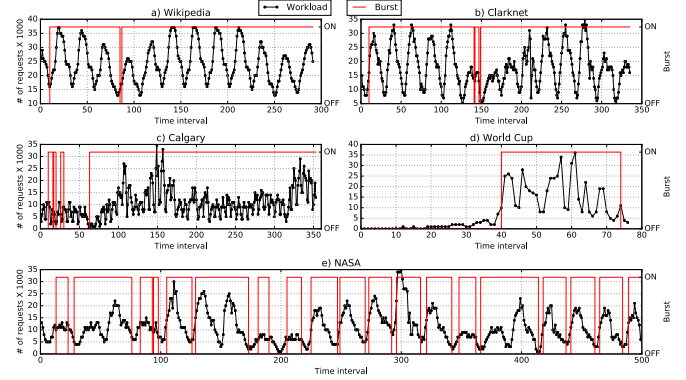 Workload
Burst
a) Wikipedia
b) Clarknet
# of requests X 1000
40
35
30
25
20
15
10
0 50 100 150 200 250 300
Time interval
35
30
25
20
15
10
5
0 50 100 150 200 250 300 350
Time interval
ON
OFF
Burst
c) Calgary
d) World Cup
# of requests X 1000
35
30
25
20
15
10
5
0
0 50 100 150 200 250 300 350
Time interval
ON
OFF
40
35
30
25
20
15
10
5
0
0 10 20 30 40 50 60 70 80
Time interval
ON
OFF
Burst
e) NASA
# of requests X 1000
35
30
25
20
15
10
5
0
0 100 200 300 400 500
Time interval
ON
OFF
Burst